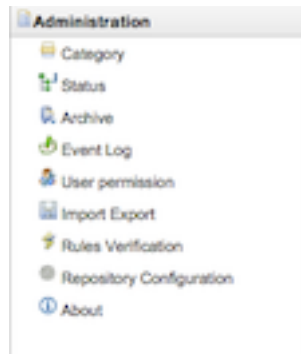 Administration
Category
Status
Archive
Event Log
User permission
Import Export
Rules Verification
Repository Configuration
About